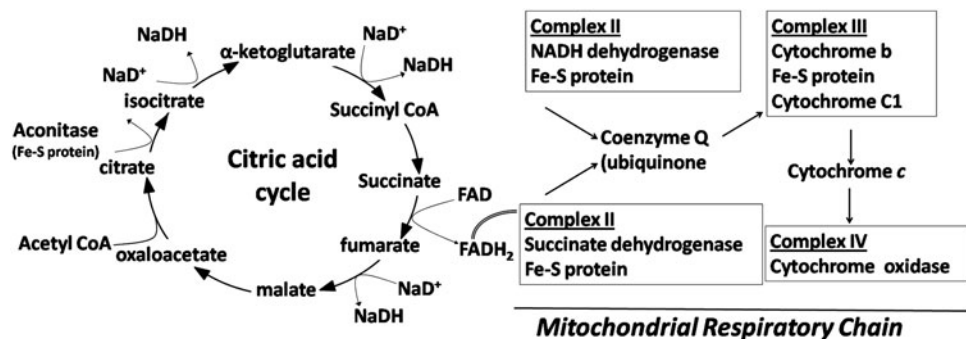 NaDH
NaD⁺
isocitrate
α-ketoglutarate
NaD⁺
NaDH
Succinyl CoA
Aconitase
(Fe-S protein)
citrate
Citric acid
cycle
Succinate
FAD
FADH₂
fumarate
Acetyl CoA
oxaloacetate
malate
NaD⁺
NaDH
Complex II
NADH dehydrogenase
Fe-S protein
Coenzyme Q
(ubiquinone
Complex II
Succinate dehydrogenase
Fe-S protein
Complex III
Cytochrome b
Fe-S protein
Cytochrome C1
Cytochrome c
Complex IV
Cytochrome oxidase
Mitochondrial Respiratory Chain